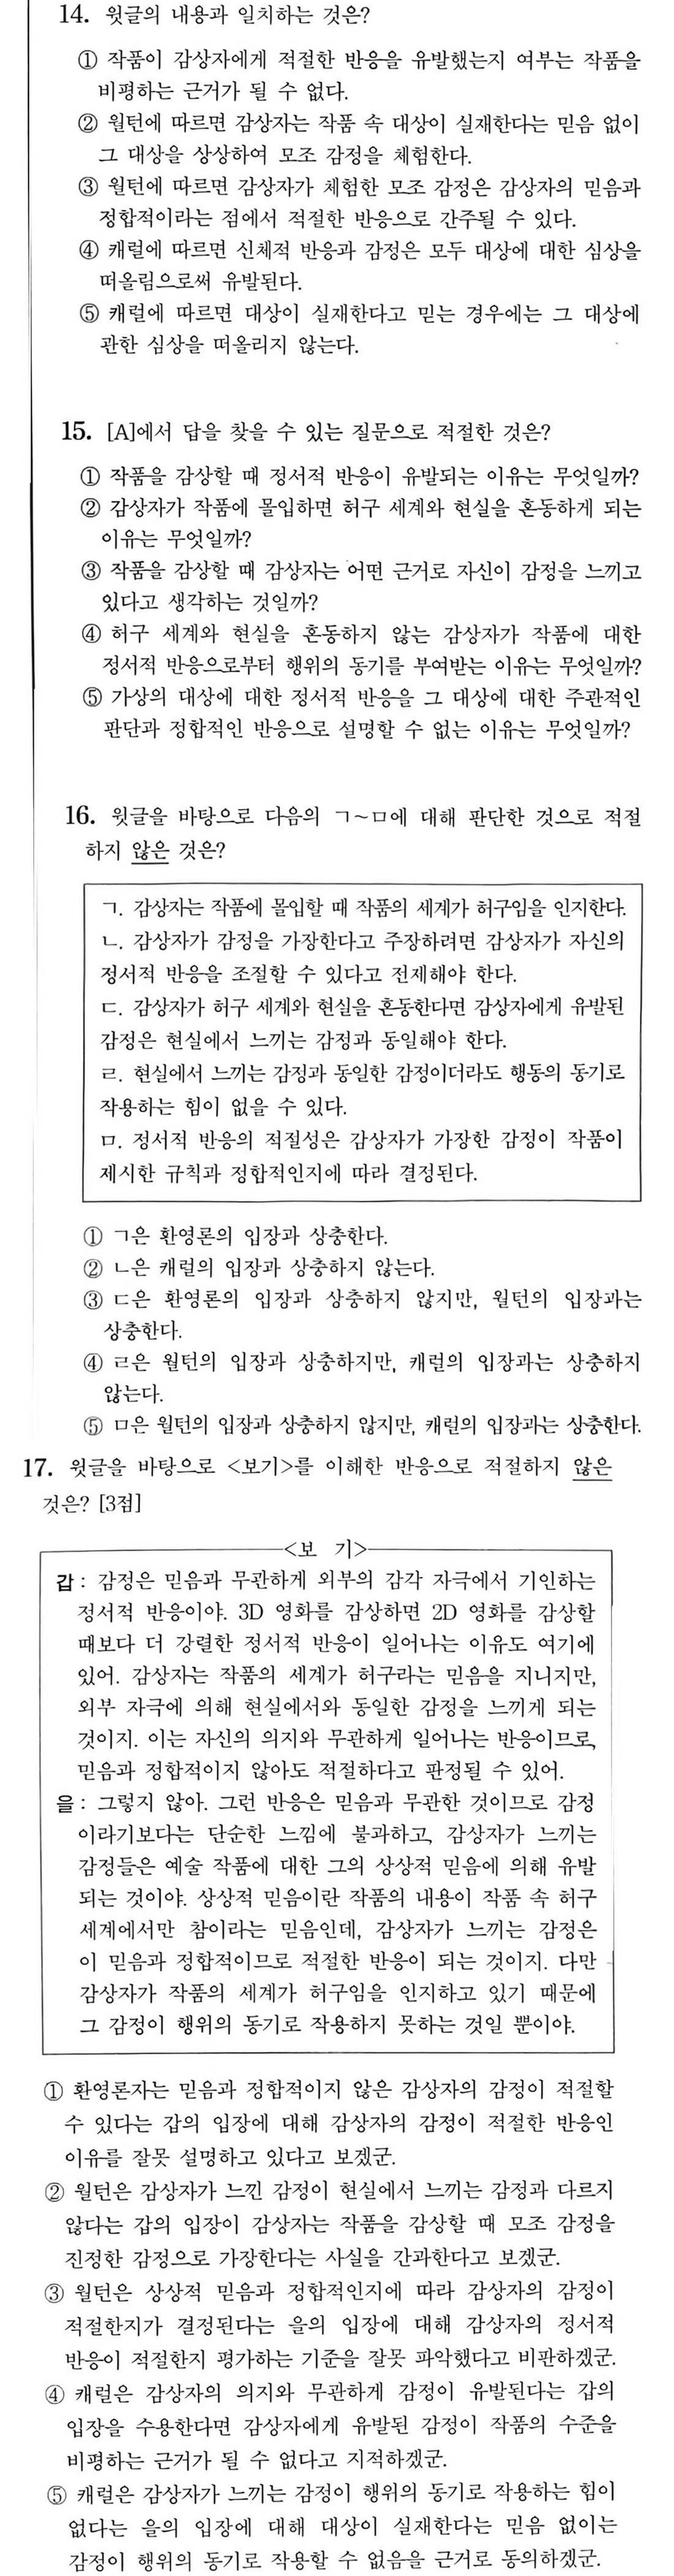 14. 윗글의 내용과 일치하는 것은?
① 작품이 감상자에게 적절한 반응을 유발했는지 여부는 작품을
비평하는 근거가 될 수 없다.
② 월턴에 따르면 감상자는 작품 속 대상이 실재한다는 믿음 없이
그 대상을 상상하여 모조 감정을 체험한다.
③ 월턴에 따르면 감상자가 체험한 모조 감정은 감상자의 믿음과
정합적이라는 점에서 적절한 반응으로 간주될 수 있다.
④ 캐럴에 따르면 신체적 반응과 감정은 모두 대상에 대한 심상을
떠올림으로써 유발된다.
⑤ 캐럴에 따르면 대상이 실재한다고 믿는 경우에는 그 대상에
관한 심상을 떠올리지 않는다.
15. [A]에서 답을 찾을 수 있는 질문으로 적절한 것은?
① 작품을 감상할 때 정서적 반응이 유발되는 이유는 무엇일까?
② 감상자가 작품에 몰입하면 허구 세계와 현실을 혼동하게 되는
이유는 무엇일까?
③ 작품을 감상할 때 감상자는 어떤 근거로 자신이 감정을 느끼고
있다고 생각하는 것일까?
④ 허구 세계와 현실을 혼동하지 않는 감상자가 작품에 대한
정서적 반응으로부터 행위의 동기를 부여받는 이유는 무엇일까?
⑤ 가상의 대상에 대한 정서적 반응을 그 대상에 대한 주관적인
판단과 정합적인 반응으로 설명할 수 없는 이유는 무엇일까?
16. 윗글을 바탕으로 다음의 ㄱ~ㅁ에 대해 판단한 것으로 적절
하지 않은 것은?
ㄱ. 감상자는 작품에 몰입할 때 작품의 세계가 허구임을 인지한다.
ㄴ. 감상자가 감정을 가장한다고 주장하려면 감상자가 자신의
정서적 반응을 조절할 수 있다고 전제해야 한다.
ㄷ. 감상자가 허구 세계와 현실을 혼동한다면 감상자에게 유발된
감정은 현실에서 느끼는 감정과 동일해야 한다.
ㄹ. 현실에서 느끼는 감정과 동일한 감정이더라도 행동의 동기로
작용하는 힘이 없을 수 있다.
ㅁ. 정서적 반응의 적절성은 감상자가 가장한 감정이 작품이
제시한 규칙과 정합적인지에 따라 결정된다.
① ㄱ은 환영론의 입장과 상충한다.
② ㄴ은 캐럴의 입장과 상충하지 않는다.
③ ㄷ은 환영론의 입장과 상충하지 않지만, 월턴의 입장과는
상충한다.
④ ㄹ은 월턴의 입장과 상충하지만, 캐럴의 입장과는 상충하지
않는다.
⑤ ㅁ은 월턴의 입장과 상충하지 않지만, 캐럴의 입장과는 상충한다.
17. 윗글을 바탕으로 <보기>를 이해한 반응으로 적절하지 않은
것은? [3점]
<보 기>
갑 : 감정은 믿음과 무관하게 외부의 감각 자극에서 기인하는
정서적 반응이야. 3D 영화를 감상하면 2D 영화를 감상할
때보다 더 강렬한 정서적 반응이 일어나는 이유도 여기에
있어. 감상자는 작품의 세계가 허구라는 믿음을 지니지만,
외부 자극에 의해 현실에서와 동일한 감정을 느끼게 되는
것이지. 이는 자신의 의지와 무관하게 일어나는 반응이므로,
믿음과 정합적이지 않아도 적절하다고 판정될 수 있어.
을 : 그렇지 않아. 그런 반응은 믿음과 무관한 것이므로 감정
이라기보다는 단순한 느낌에 불과하고, 감상자가 느끼는
감정들은 예술 작품에 대한 그의 상상적 믿음에 의해 유발
되는 것이야. 상상적 믿음이란 작품의 내용이 작품 속 허구
세계에서만 참이라는 믿음인데, 감상자가 느끼는 감정은
이 믿음과 정합적이므로 적절한 반응이 되는 것이지. 다만
감상자가 작품의 세계가 허구임을 인지하고 있기 때문에
그 감정이 행위의 동기로 작용하지 못하는 것일 뿐이야.
① 환영론자는 믿음과 정합적이지 않은 감상자의 감정이 적절할
수 있다는 갑의 입장에 대해 감상자의 감정이 적절한 반응인
이유를 잘못 설명하고 있다고 보겠군.
② 월턴은 감상자가 느낀 감정이 현실에서 느끼는 감정과 다르지
않다는 갑의 입장이 감상자는 작품을 감상할 때 모조 감정을
진정한 감정으로 가장한다는 사실을 간과한다고 보겠군.
③ 월턴은 상상적 믿음과 정합적인지에 따라 감상자의 감정이
적절한지가 결정된다는 을의 입장에 대해 감상자의 정서적
반응이 적절한지 평가하는 기준을 잘못 파악했다고 비판하겠군.
④ 캐럴은 감상자의 의지와 무관하게 감정이 유발된다는 갑의
입장을 수용한다면 감상자에게 유발된 감정이 작품의 수준을
비평하는 근거가 될 수 없다고 지적하겠군.
⑤ 캐럴은 감상자가 느끼는 감정이 행위의 동기로 작용하는 힘이
없다는 을의 입장에 대해 대상이 실재한다는 믿음 없이는
감정이 행위의 동기로 작용할 수 없음을 근거로 동의하겠군.